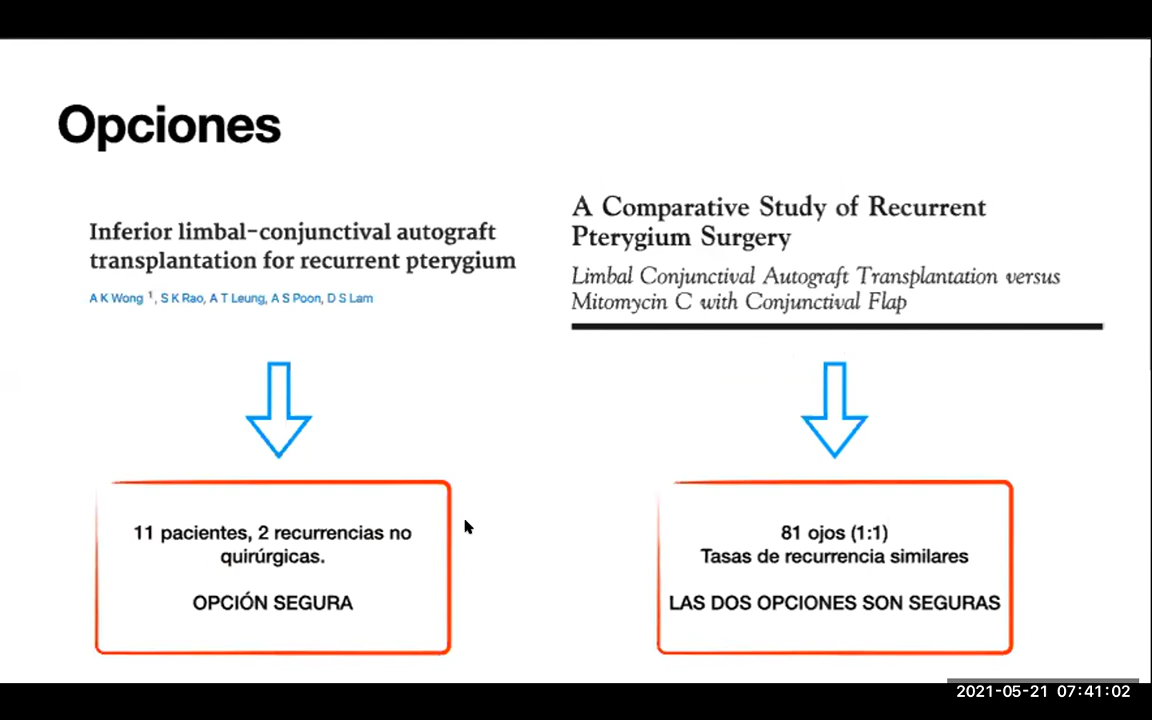 Opciones
Inferior limbal-conjunctival autograft
transplantation for recurrent pterygium
A K Wong 1, S K Rao, A T Leung, A S Poon, D S Lam
A Comparative Study of Recurrent
Pterygium Surgery
Limbal Conjunctival Autograft Transplantation versus
Mitomycin C with Conjunctival Flap
11 pacientes, 2 recurrencias no
quirúrgicas.
OPCIÓN SEGURA
81 ojos (1:1)
Tasas de recurrencia similares
LAS DOS OPCIONES SON SEGURAS
2021-05-21 07:41:02